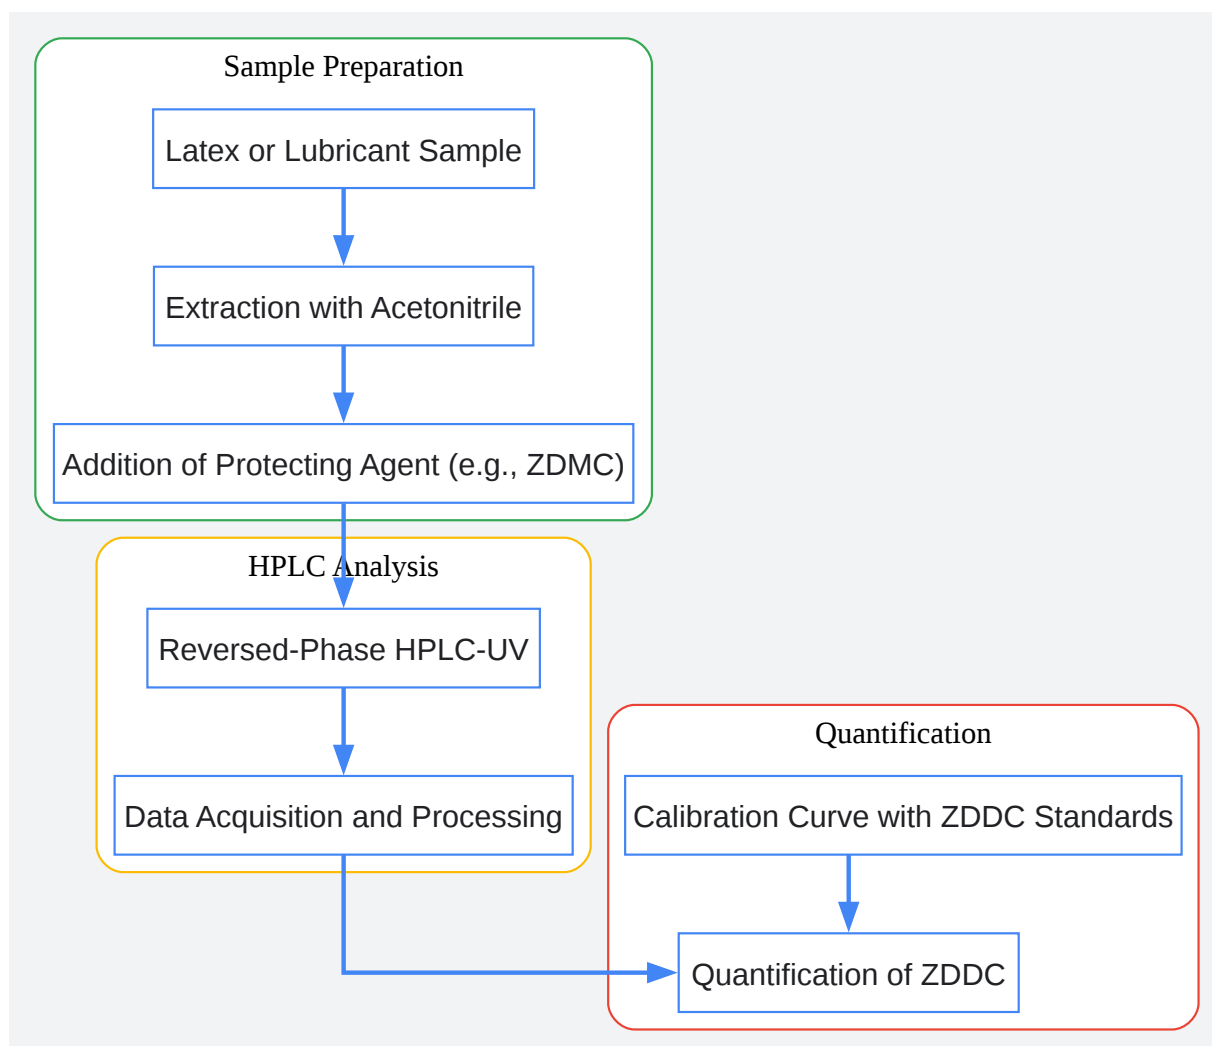 Sample Preparation
Latex or Lubricant Sample
Extraction with Acetonitrile
Addition of Protecting Agent (e.g., ZDMC)
HPLC Analysis
Reversed-Phase HPLC-UV
Data Acquisition and Processing
Quantification
Calibration Curve with ZDDC Standards
Quantification of ZDDC